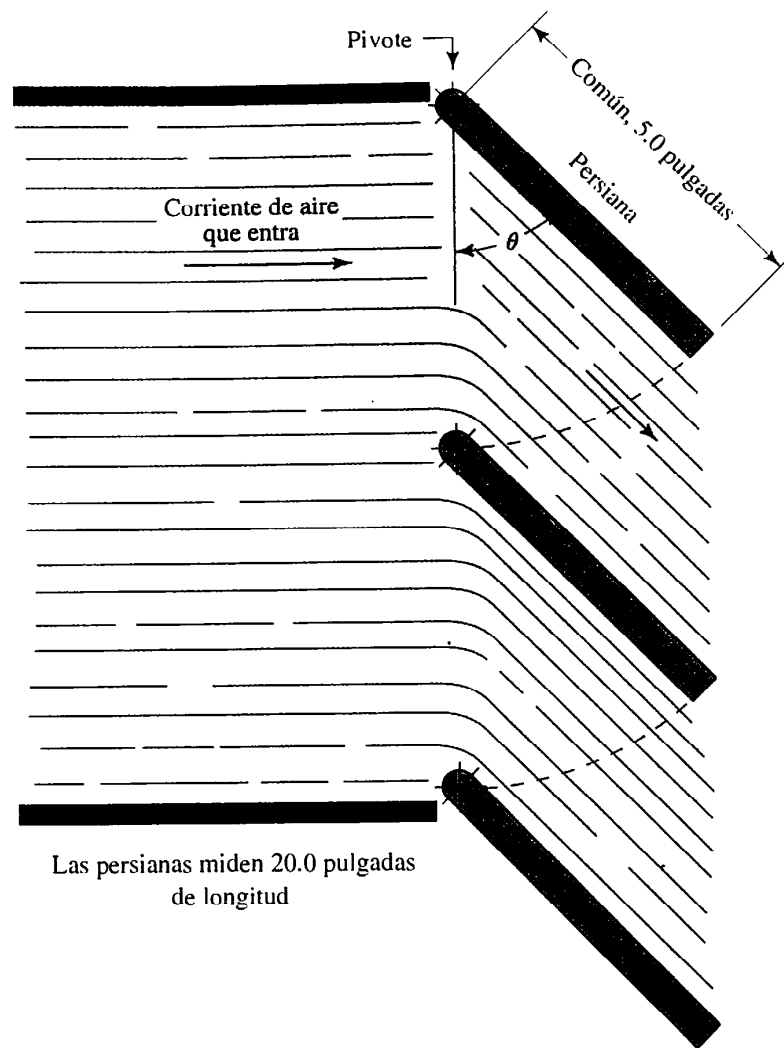 Pivote
Común, 5.0 pulgadas
Persiana
Corriente de aire
que entra
θ
Las persianas miden 20.0 pulgadas
de longitud